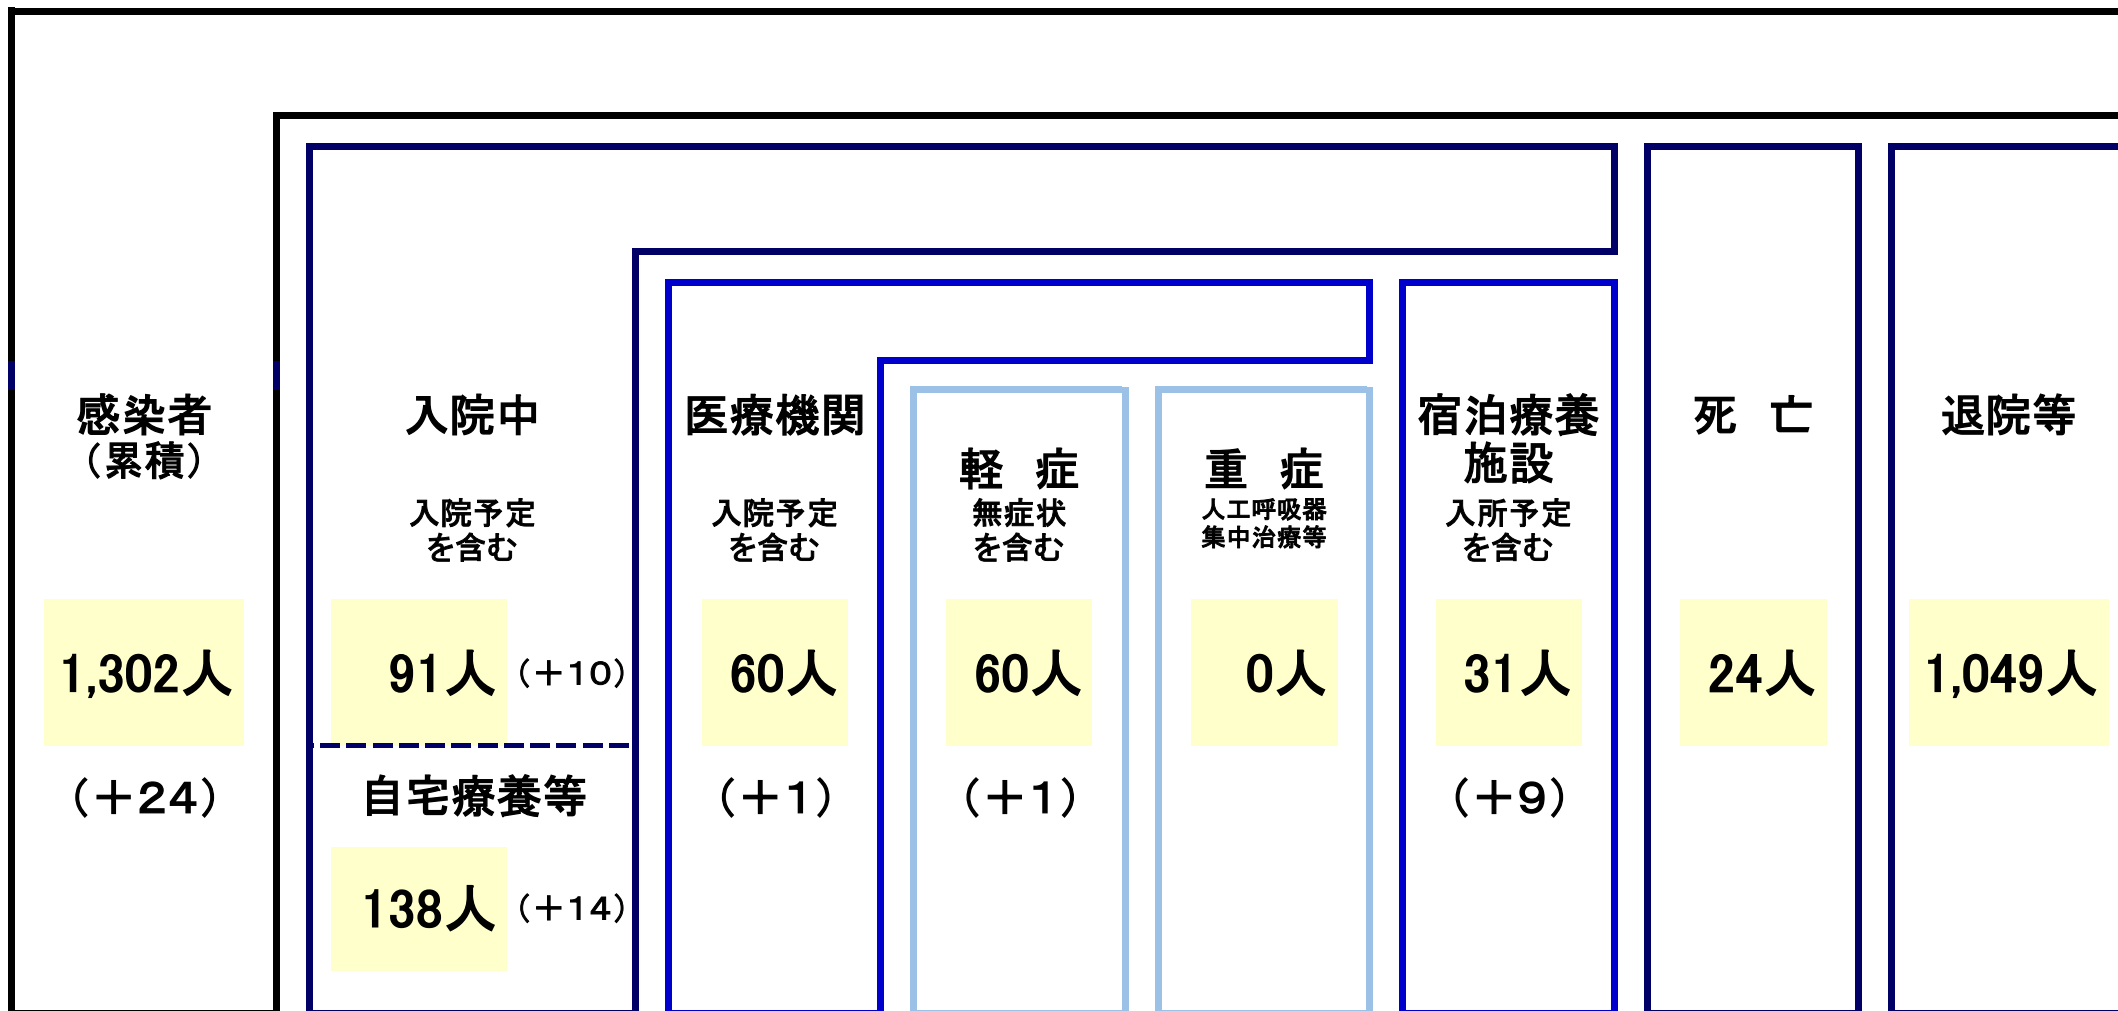 感染者
（累積）
1,302人
（＋24）
入院中
入院予定
を含む
91人 （＋10）
自宅療養等
138人 （＋14）
医療機関
入院予定
を含む
60人
（＋1）
軽　症
無症状
を含む
60人
（＋1）
重　症
人工呼吸器
集中治療等
0人
宿泊療養
施設
入所予定
を含む
31人
（＋9）
死　亡
24人
退院等
1,049人